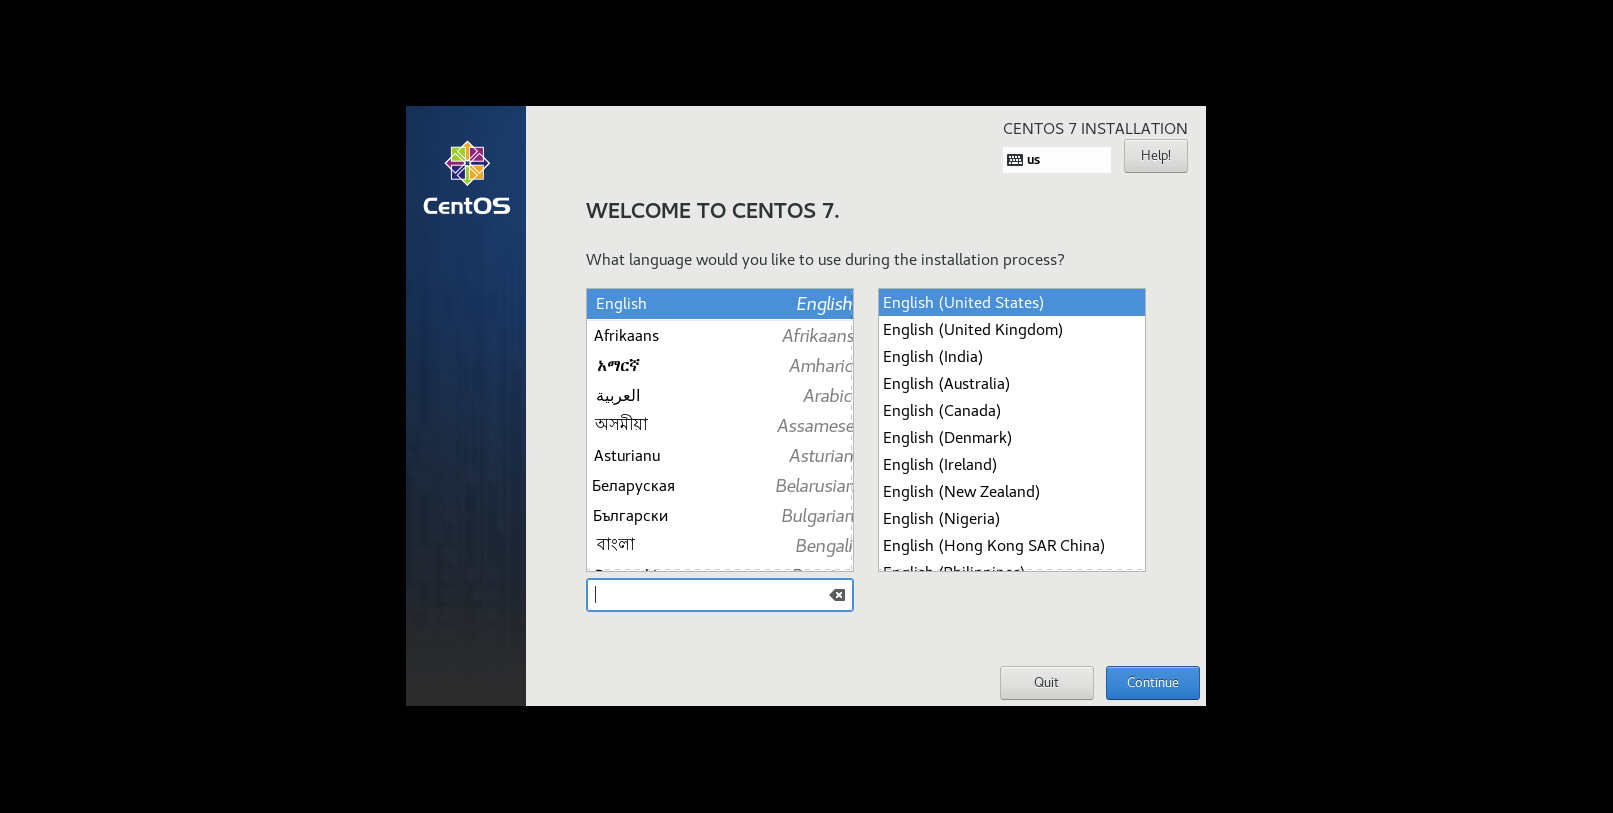 CentOS
CENTOS 7 INSTALLATION
us
Help!
WELCOME TO CENTOS 7.
What language would you like to use during the installation process?
English English
Afrikaans Afrikaans
አማርኛ Amharic
العربية Arabic
অসমীয়া Assamese
Asturianu Asturian
Беларуская Belarusian
Български Bulgarian
বাংলা Bengali
English (United States)
English (United Kingdom)
English (India)
English (Australia)
English (Canada)
English (Denmark)
English (Ireland)
English (New Zealand)
English (Nigeria)
English (Hong Kong SAR China)
English (Philippines)
Quit
Continue